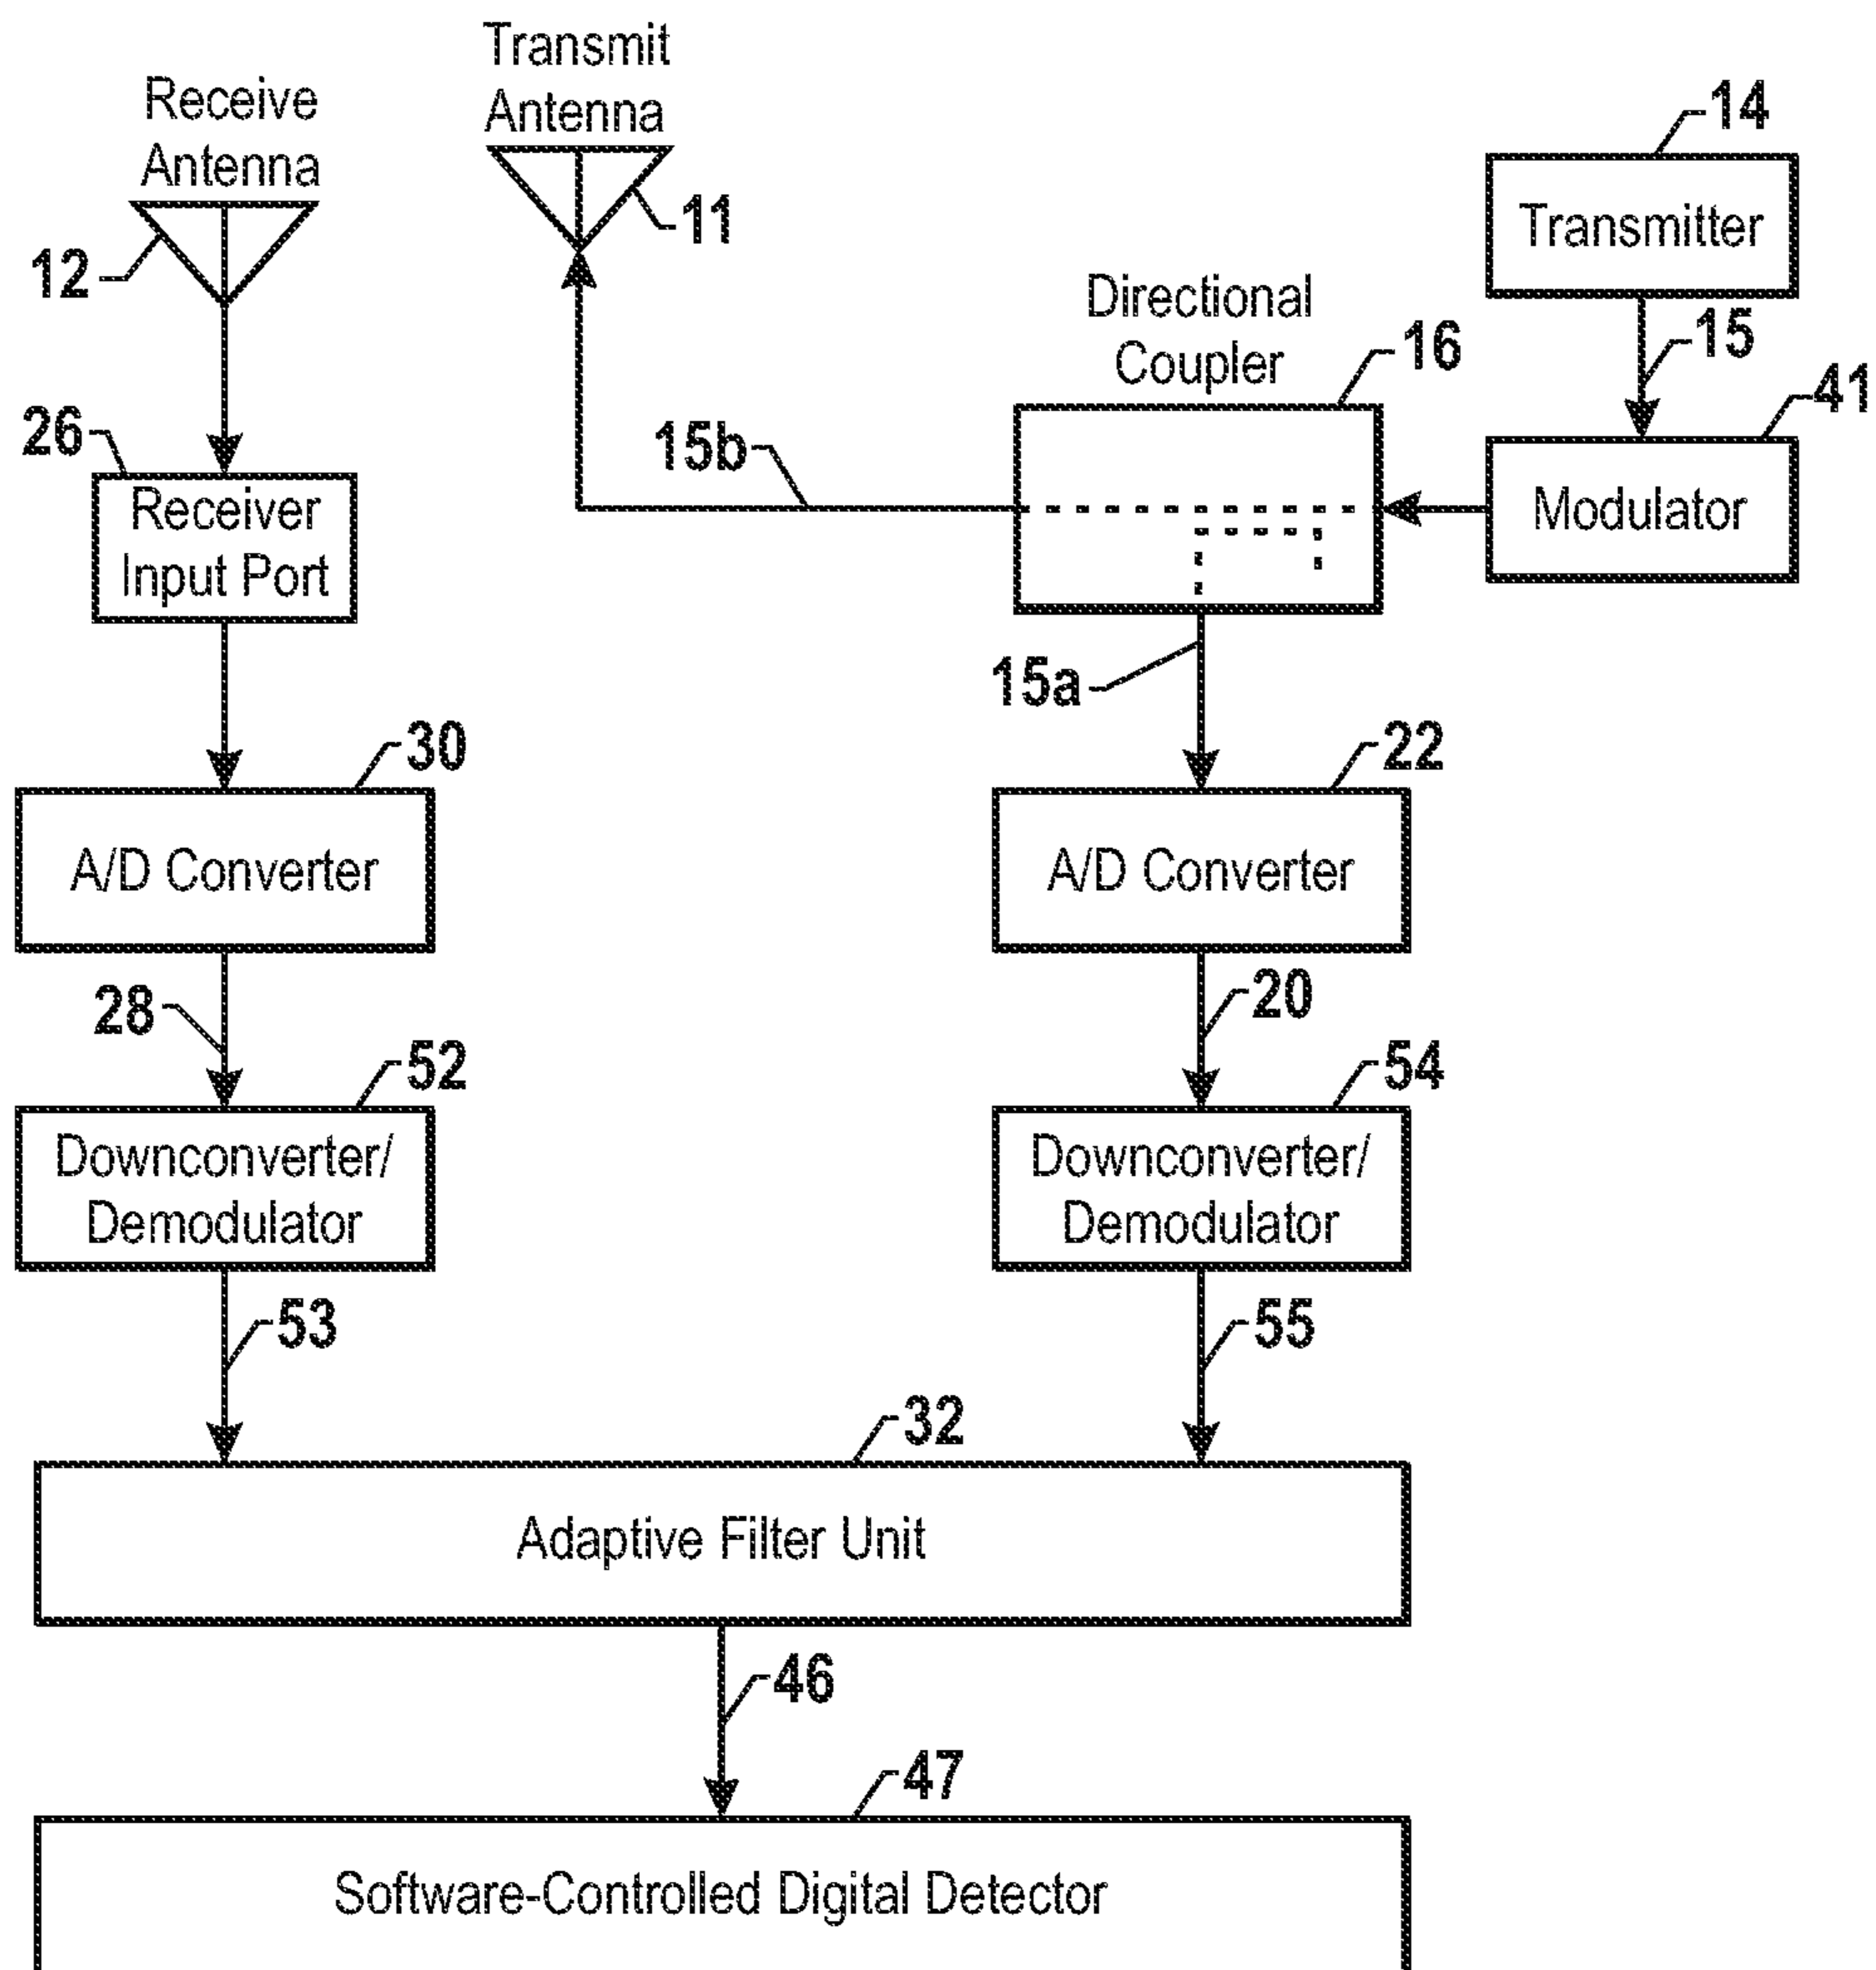 Transmit
Antenna
Receive
Antenna
14
Transmitter
11
12
Directional
Coupler
16
15
41
26
15b
Receiver
Input Port
Modulator
15a
30
22
A/D Converter
A/D Converter
28
20
52
54
Downconverter/
Demodulator
Downconverter/
Demodulator
53
55
32
Adaptive Filter Unit
46
47
Software-Controlled Digital Detector